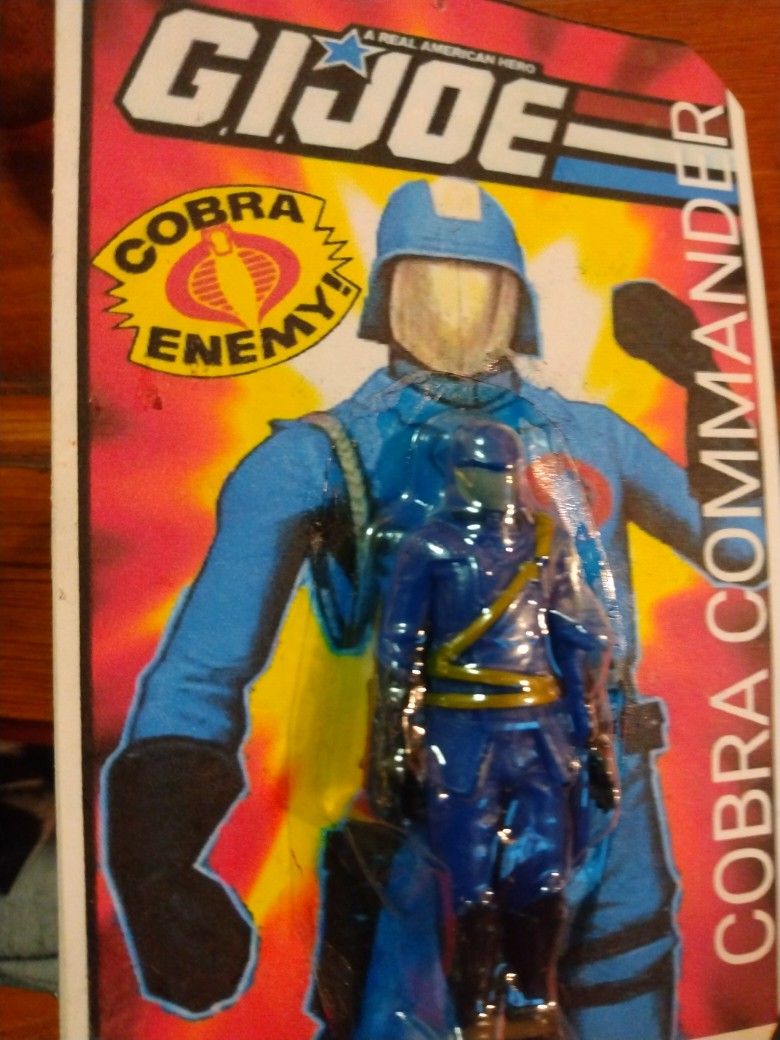 A REAL AMERICAN HERO
G.I.JOE
COBRA
ENEMY!
COBRA COMMANDER